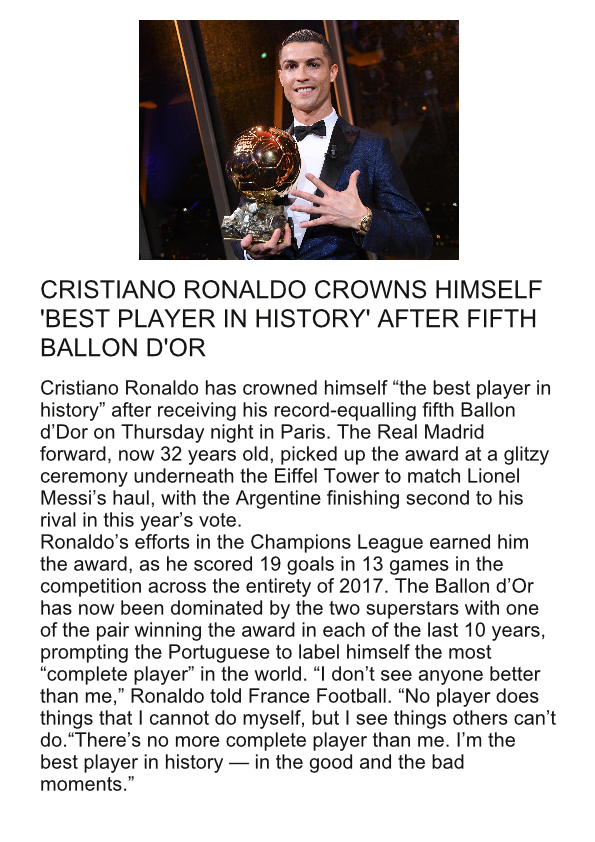 CRISTIANO RONALDO CROWNS HIMSELF
'BEST PLAYER IN HISTORY' AFTER FIFTH
BALLON D'OR
Cristiano Ronaldo has crowned himself “the best player in
history” after receiving his record-equalling fifth Ballon
d’Dor on Thursday night in Paris. The Real Madrid
forward, now 32 years old, picked up the award at a glitzy
ceremony underneath the Eiffel Tower to match Lionel
Messi’s haul, with the Argentine finishing second to his
rival in this year’s vote.
Ronaldo’s efforts in the Champions League earned him
the award, as he scored 19 goals in 13 games in the
competition across the entirety of 2017. The Ballon d’Or
has now been dominated by the two superstars with one
of the pair winning the award in each of the last 10 years,
prompting the Portuguese to label himself the most
“complete player” in the world. “I don’t see anyone better
than me,” Ronaldo told France Football. “No player does
things that I cannot do myself, but I see things others can’t
do.“There’s no more complete player than me. I’m the
best player in history — in the good and the bad
moments.”